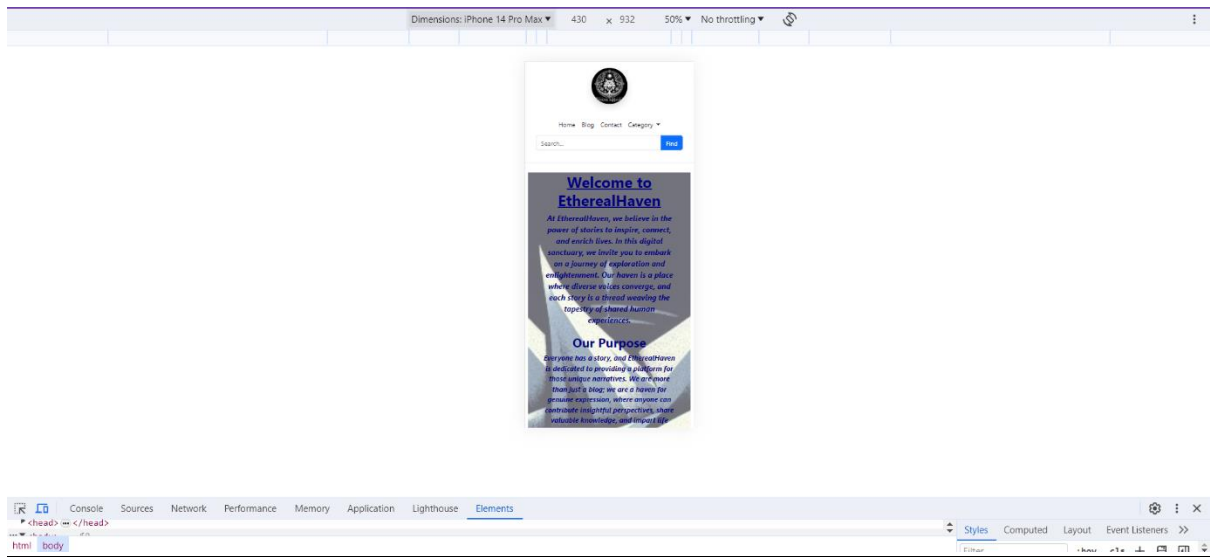 Dimensions: iPhone 14 Pro Max ▼ 430 x 932 50% ▼ No throttling ▼
Home Blog Contact Category
Search... Find
Welcome to
EtherealHaven
At EtherealHaven, we believe in the
power of stories to inspire, connect,
and enrich lives. In this digital
sanctuary, we invite you to embark
on a journey of exploration and
enlightenment. Our haven is a place
where diverse voices converge, and
each story is a thread weaving the
tapestry of shared human
experiences.
Our Purpose
Everyone has a story, and EtherealHaven
is dedicated to providing a platform for
those unique narratives. We are more
than just a blog; we are a haven for
genuine expression, where anyone can
contribute insightful perspectives, share
valuable knowledge, and impart life
Console Sources Network Performance Memory Application Lighthouse Elements
<head> … </head>
Styles Computed Layout Event Listeners
html body
Filter :hov .cls